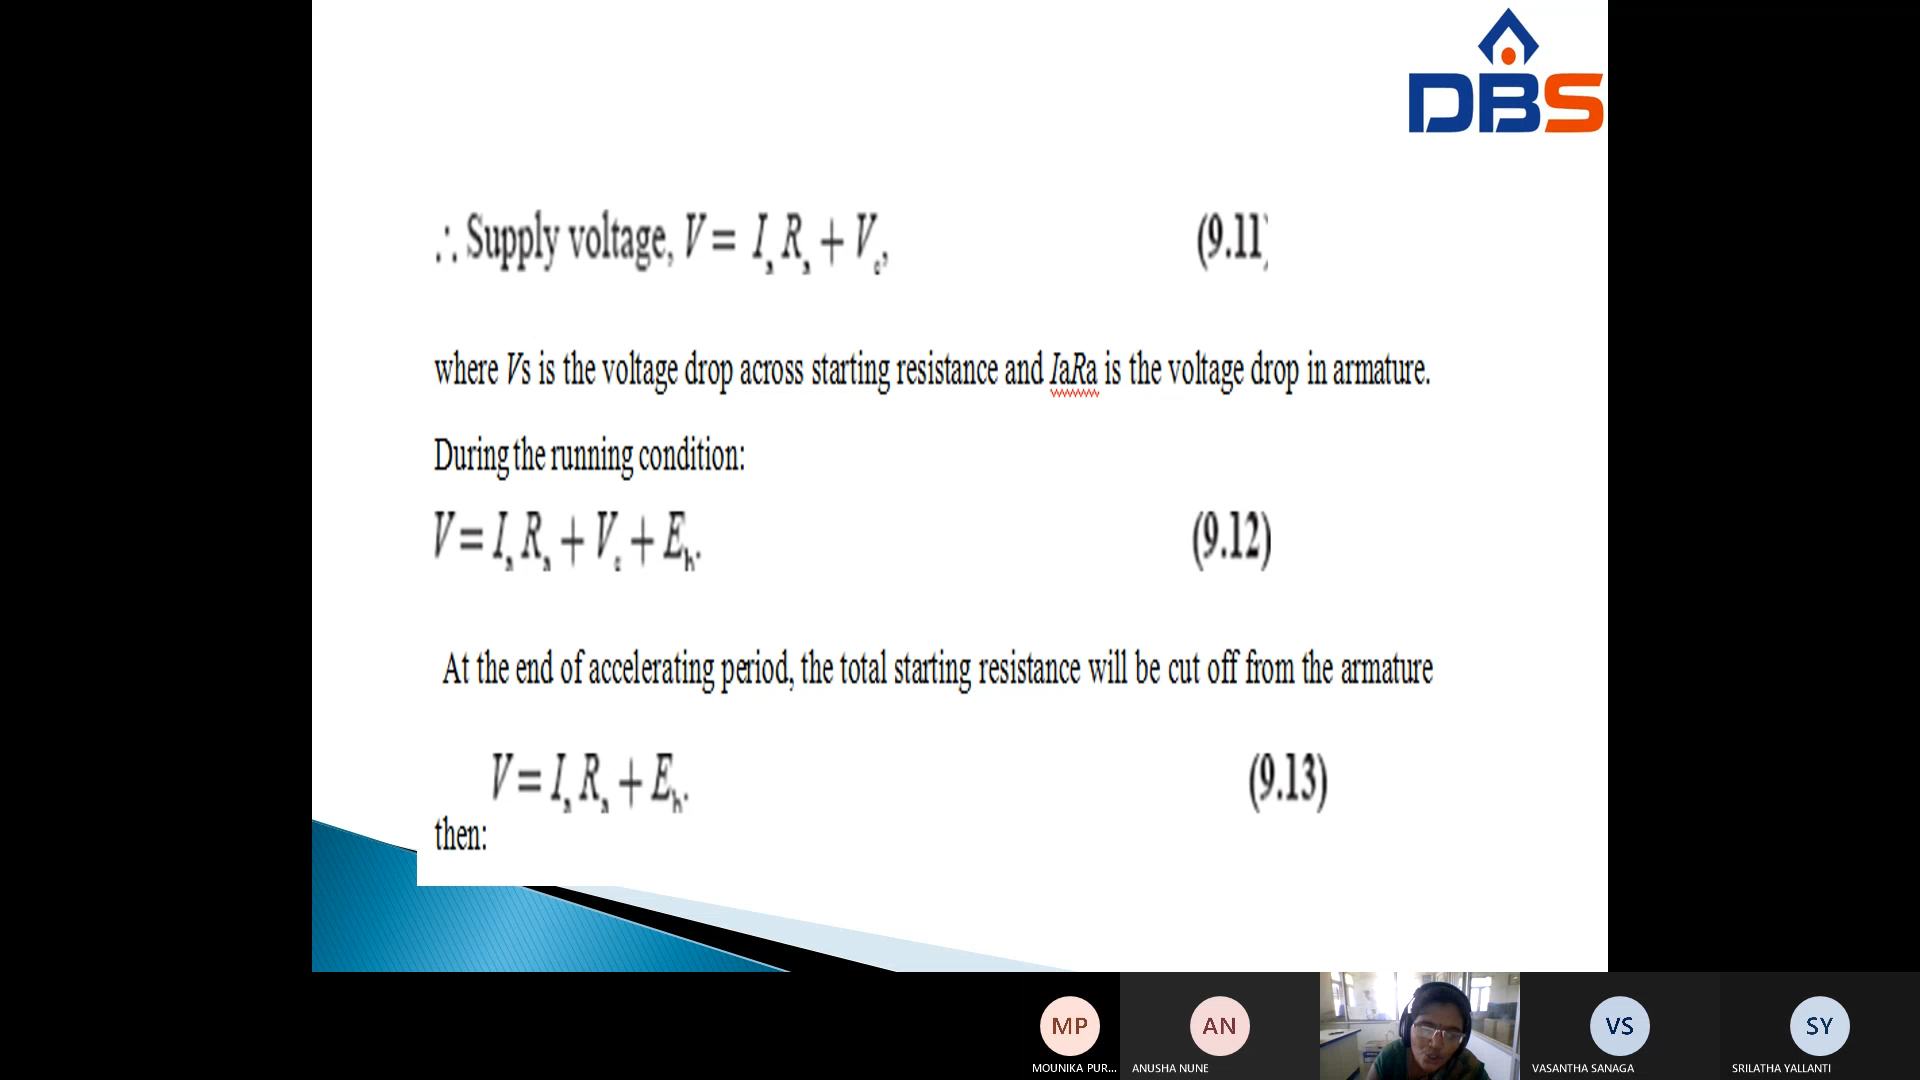 DBS
∴ Supply voltage, V = IₐRₐ + Vₛ, (9.11)
where Vs is the voltage drop across starting resistance and IaRa is the voltage drop in armature.
During the running condition:
V = IₐRₐ + Vₛ + E_b. (9.12)
At the end of accelerating period, the total starting resistance will be cut off from the armature
V = IₐRₐ + E_b. (9.13)
then:
MP
AN
VS
SY
MOUNIKA PUR...
ANUSHA NUNE
VASANTHA SANAGA
SRILATHA YALLANTI